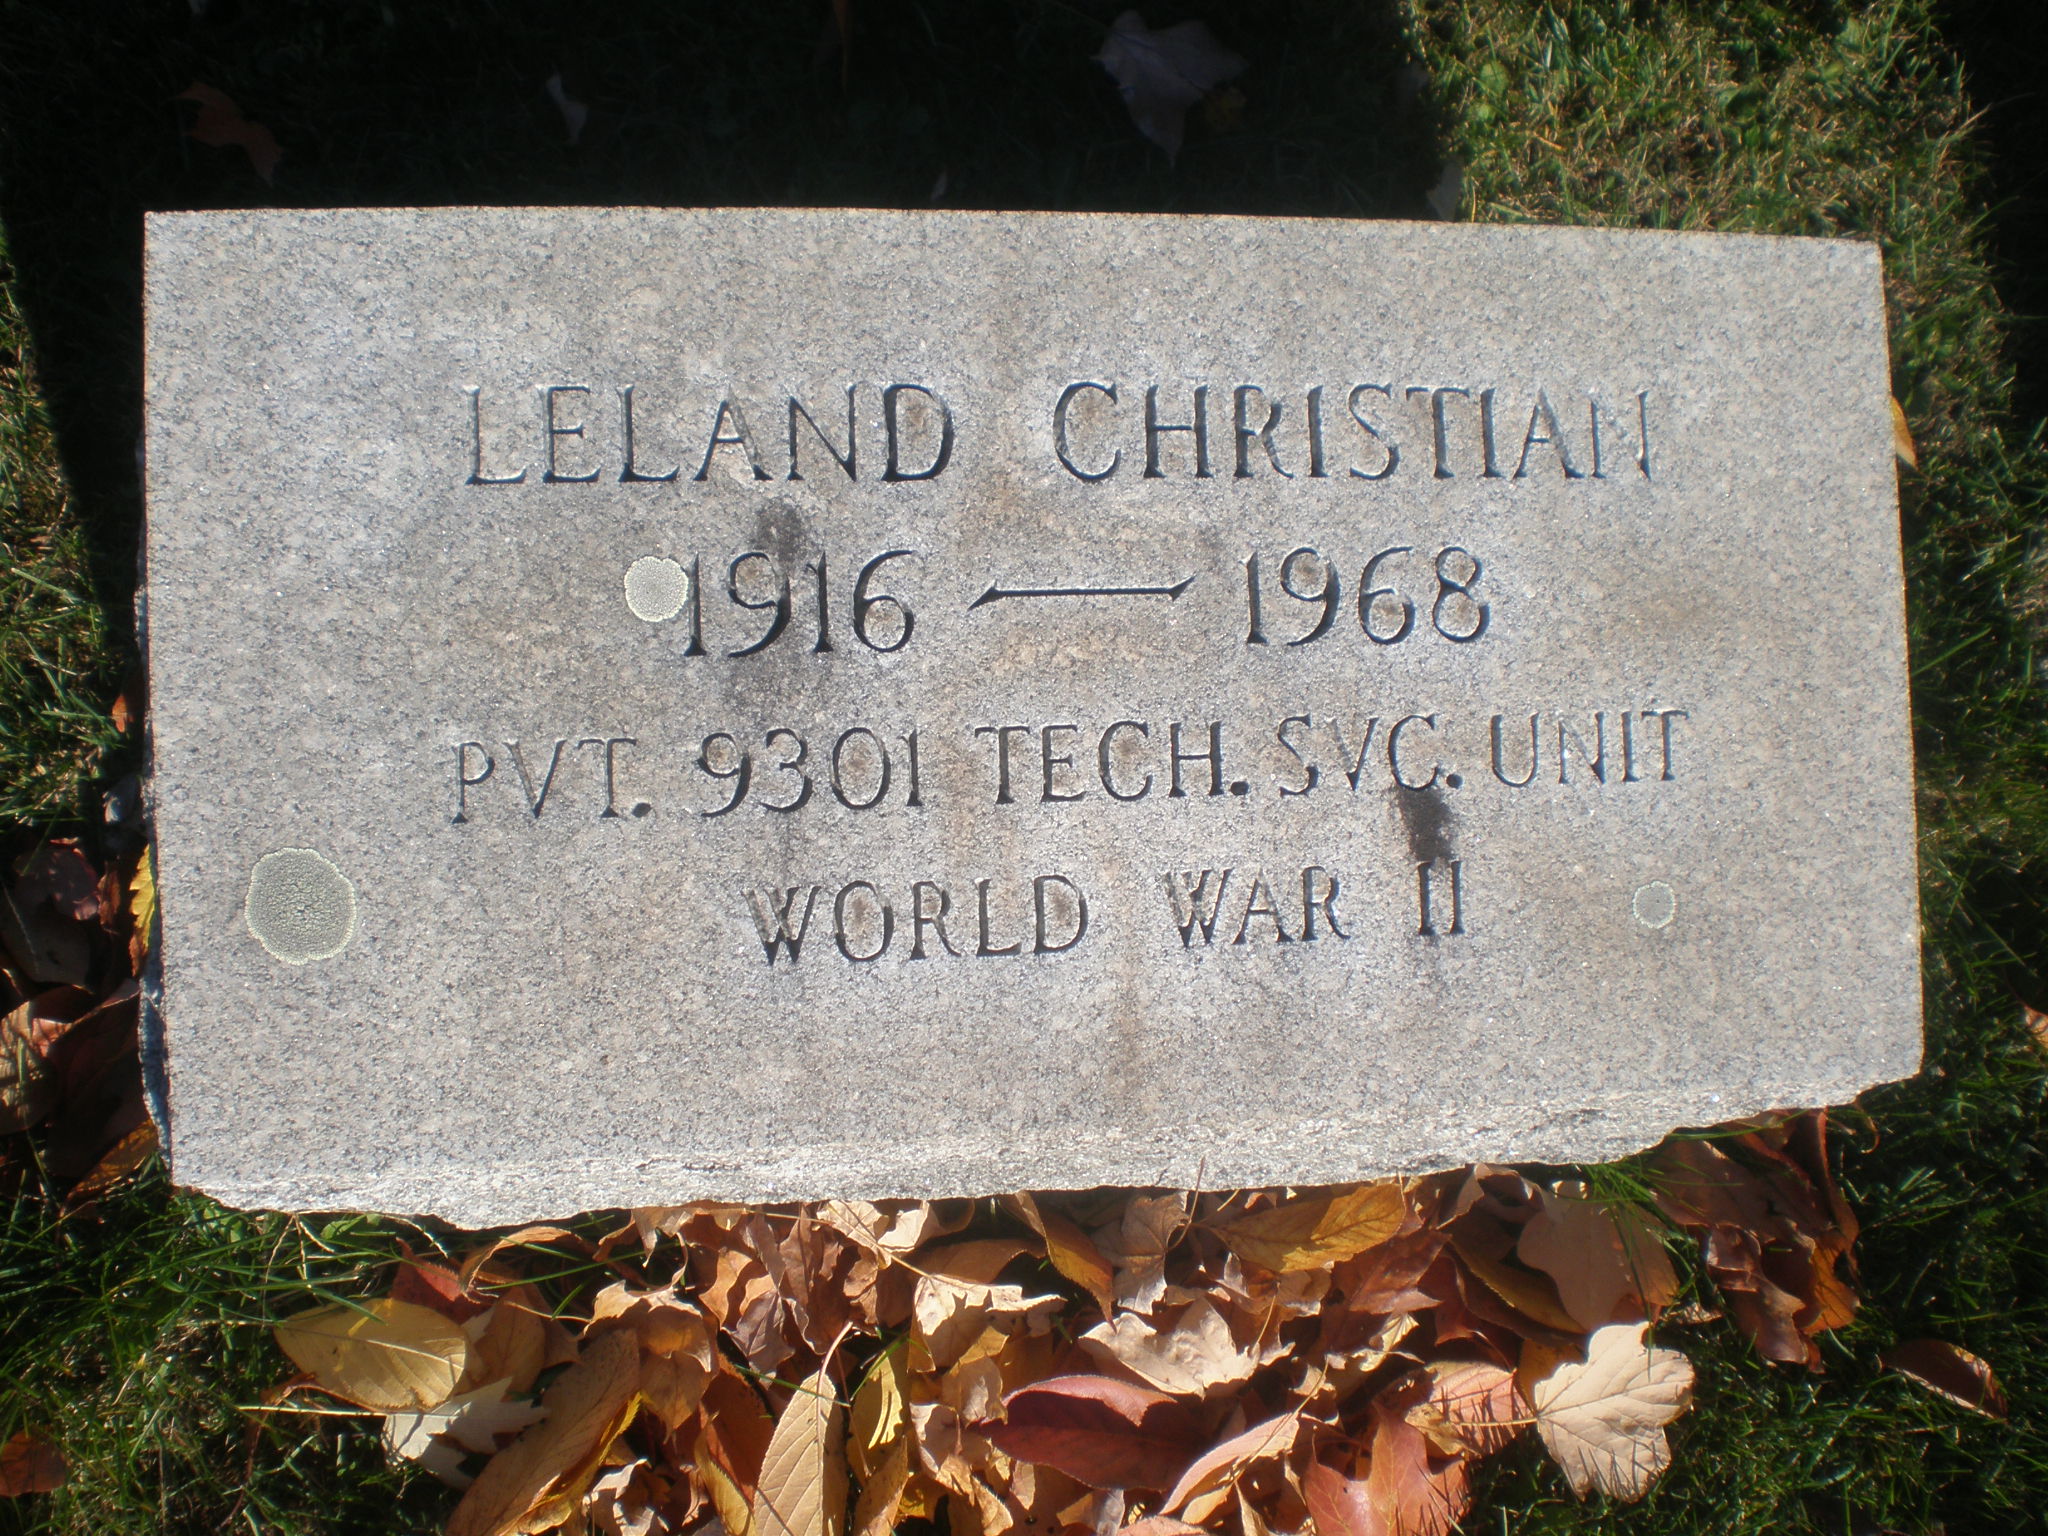 LELAND CHRISTIAN
1916 — 1968
PVT. 9301 TECH. SVC. UNIT
WORLD WAR II